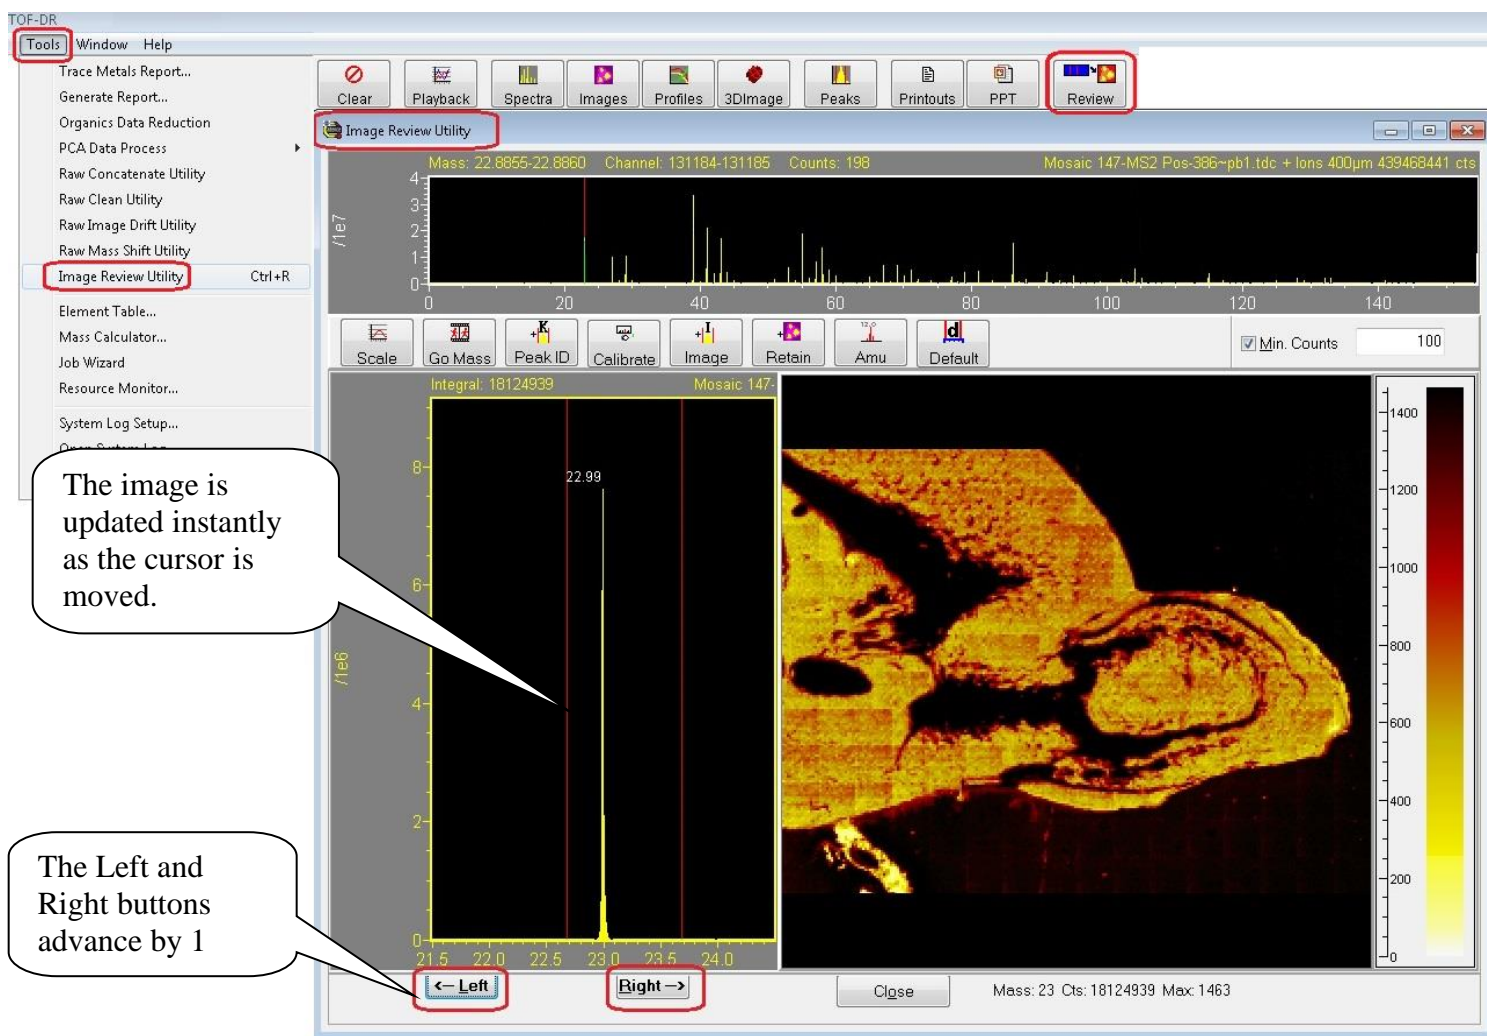 TOF-DR
Tools Window Help
Trace Metals Report...
Generate Report...
Organics Data Reduction
PCA Data Process
Raw Concatenate Utility
Raw Clean Utility
Raw Image Drift Utility
Raw Mass Shift Utility
Image Review Utility Ctrl+R
Element Table...
Mass Calculator...
Job Wizard
Resource Monitor...
System Log Setup...
Open System Log
Clear Playback Spectra Images Profiles 3DImage Peaks Printouts PPT Review
Image Review Utility
Mass: 22.8855-22.8860 Channel: 131184-131185 Counts: 198 Mosaic 147-MS2 Pos-386~pb1.tdc + Ions 400µm 439468441 cts
4
3
2
1
0
/1e7
0 20 40 60 80 100 120 140
Scale Go Mass +K Peak ID Calibrate +I Image Retain 12.0 Amu d Default
Min. Counts 100
Integral: 18124939 Mosaic 147-
22.99
8
6
4
2
0
/1e6
21.5 22.0 22.5 23.0 23.5 24.0
1400
1200
1000
800
600
400
200
0
The image is
updated instantly
as the cursor is
moved.
The Left and
Right buttons
advance by 1
<-- Left Right --> Close Mass: 23 Cts: 18124939 Max: 1463